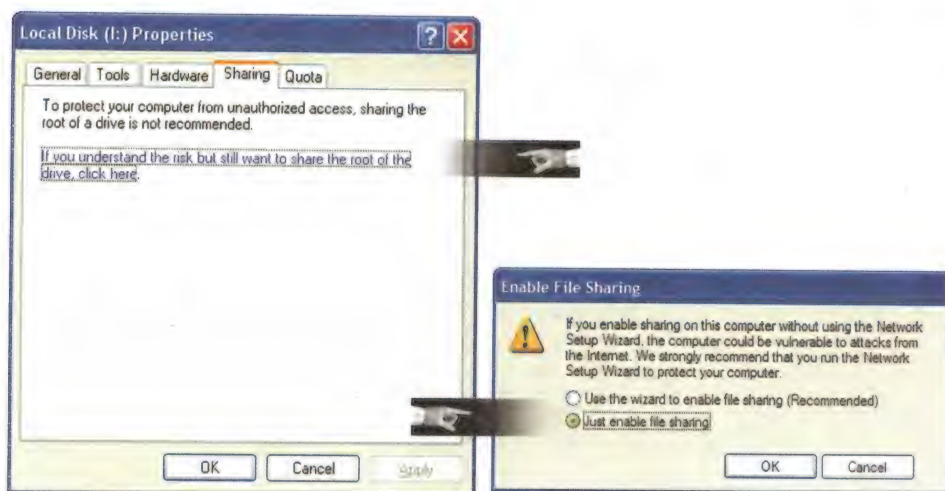 Local Disk (I:) Properties
General Tools Hardware Sharing Quota
To protect your computer from unauthorized access, sharing the
root of a drive is not recommended.
If you understand the risk but still want to share the root of the
drive, click here.
OK Cancel Apply
Enable File Sharing
If you enable sharing on this computer without using the Network
Setup Wizard, the computer could be vulnerable to attacks from
the Internet. We strongly recommend that you run the Network
Setup Wizard to protect your computer.
Use the wizard to enable file sharing (Recommended)
Just enable file sharing
OK Cancel